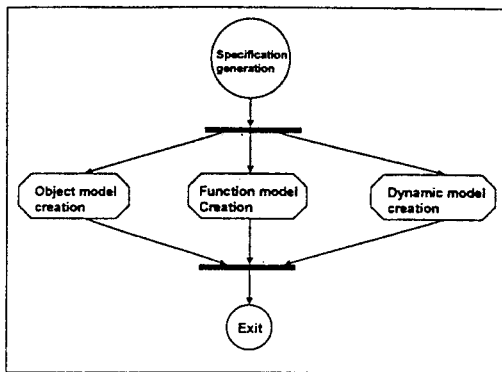 Specification
generation
Object model
creation
Function model
Creation
Dynamic model
creation
Exit